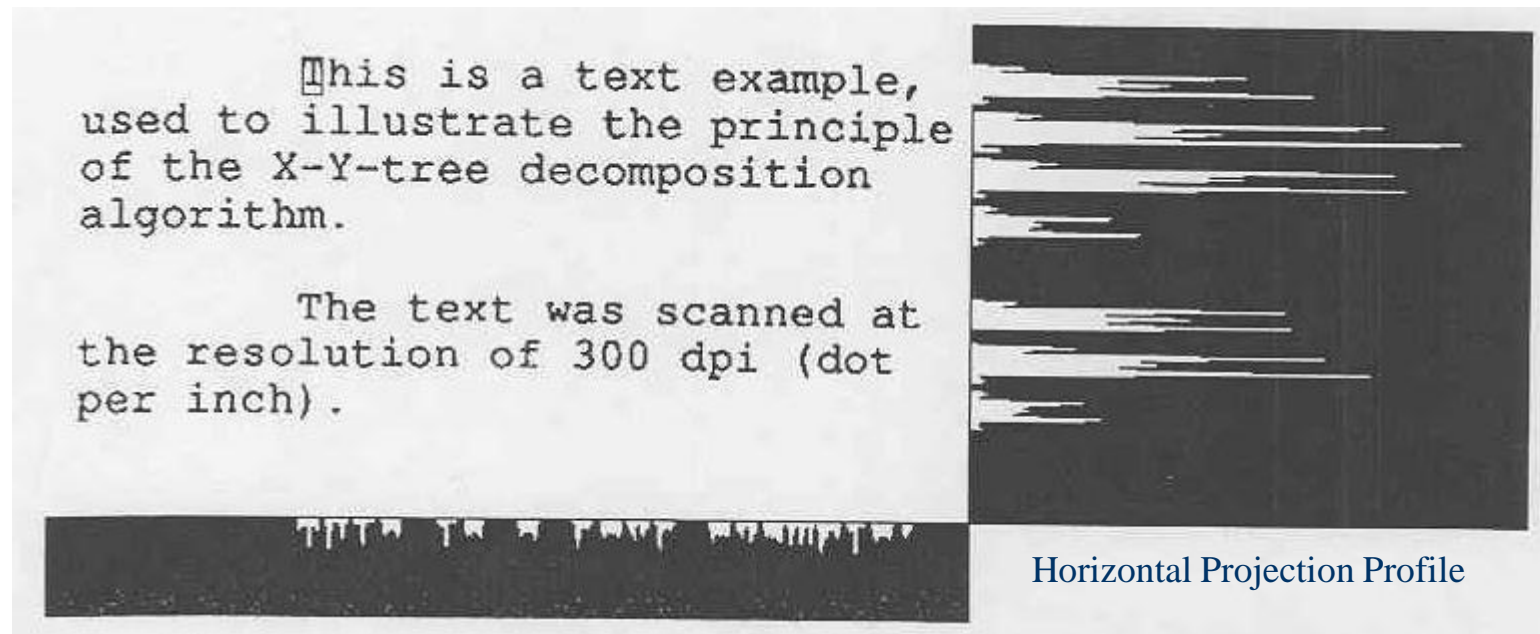 This is a text example,
used to illustrate the principle
of the X-Y-tree decomposition
algorithm.
The text was scanned at
the resolution of 300 dpi (dot
per inch).
Horizontal Projection Profile